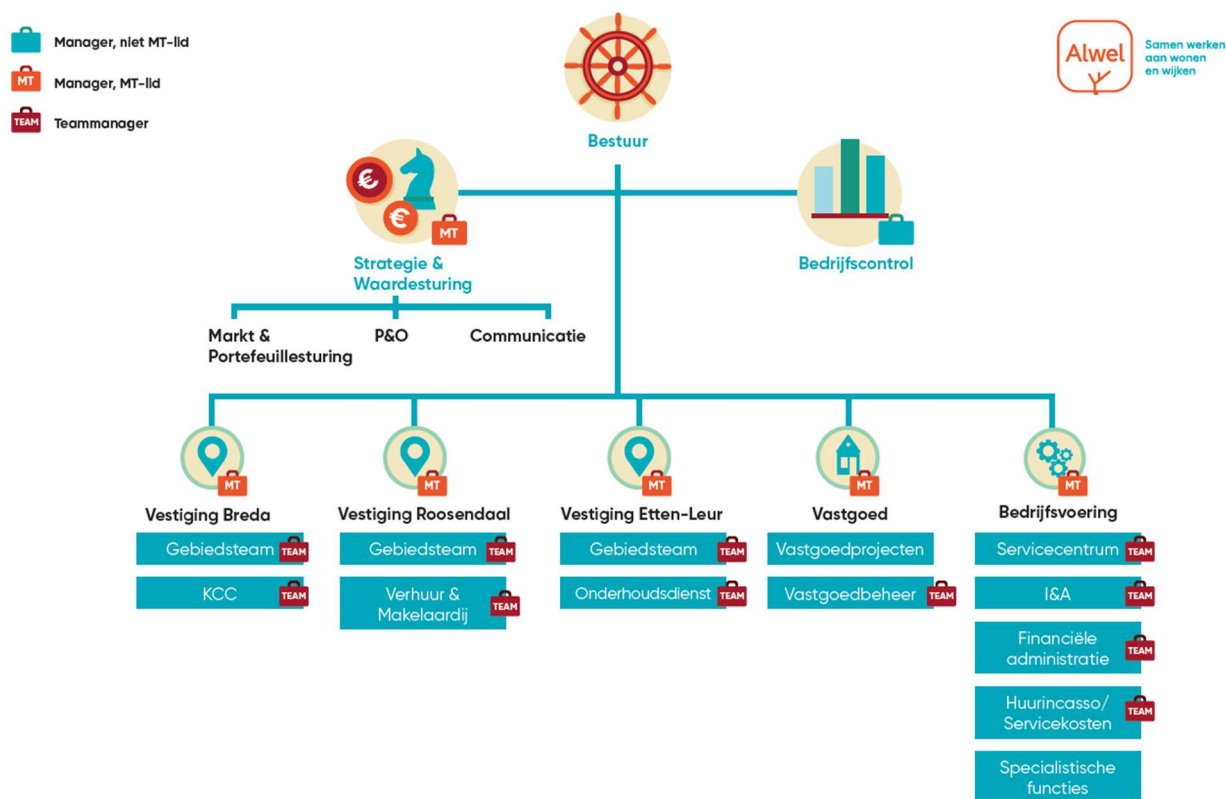 Manager, niet MT-lid
MT
Manager, MT-lid
TEAM
Teammanager
Alwel
Samen werken
aan wonen
en wijken
Bestuur
€
€
MT
Strategie &
Waardesturing
Bedrijfscontrol
Markt &
Portefeuillesturing
P&O
Communicatie
MT
MT
MT
MT
MT
Vestiging Breda
Vestiging Roosendaal
Vestiging Etten-Leur
Vastgoed
Bedrijfsvoering
Gebiedsteam
TEAM
Gebiedsteam
TEAM
Gebiedsteam
TEAM
Vastgoedprojecten
Servicecentrum
TEAM
KCC
TEAM
Verhuur &
Makelaardij
TEAM
Onderhoudsdienst
TEAM
Vastgoedbeheer
TEAM
I&A
TEAM
Financiële
administratie
TEAM
Huurincasso/
Servicekosten
TEAM
Specialistische
functies